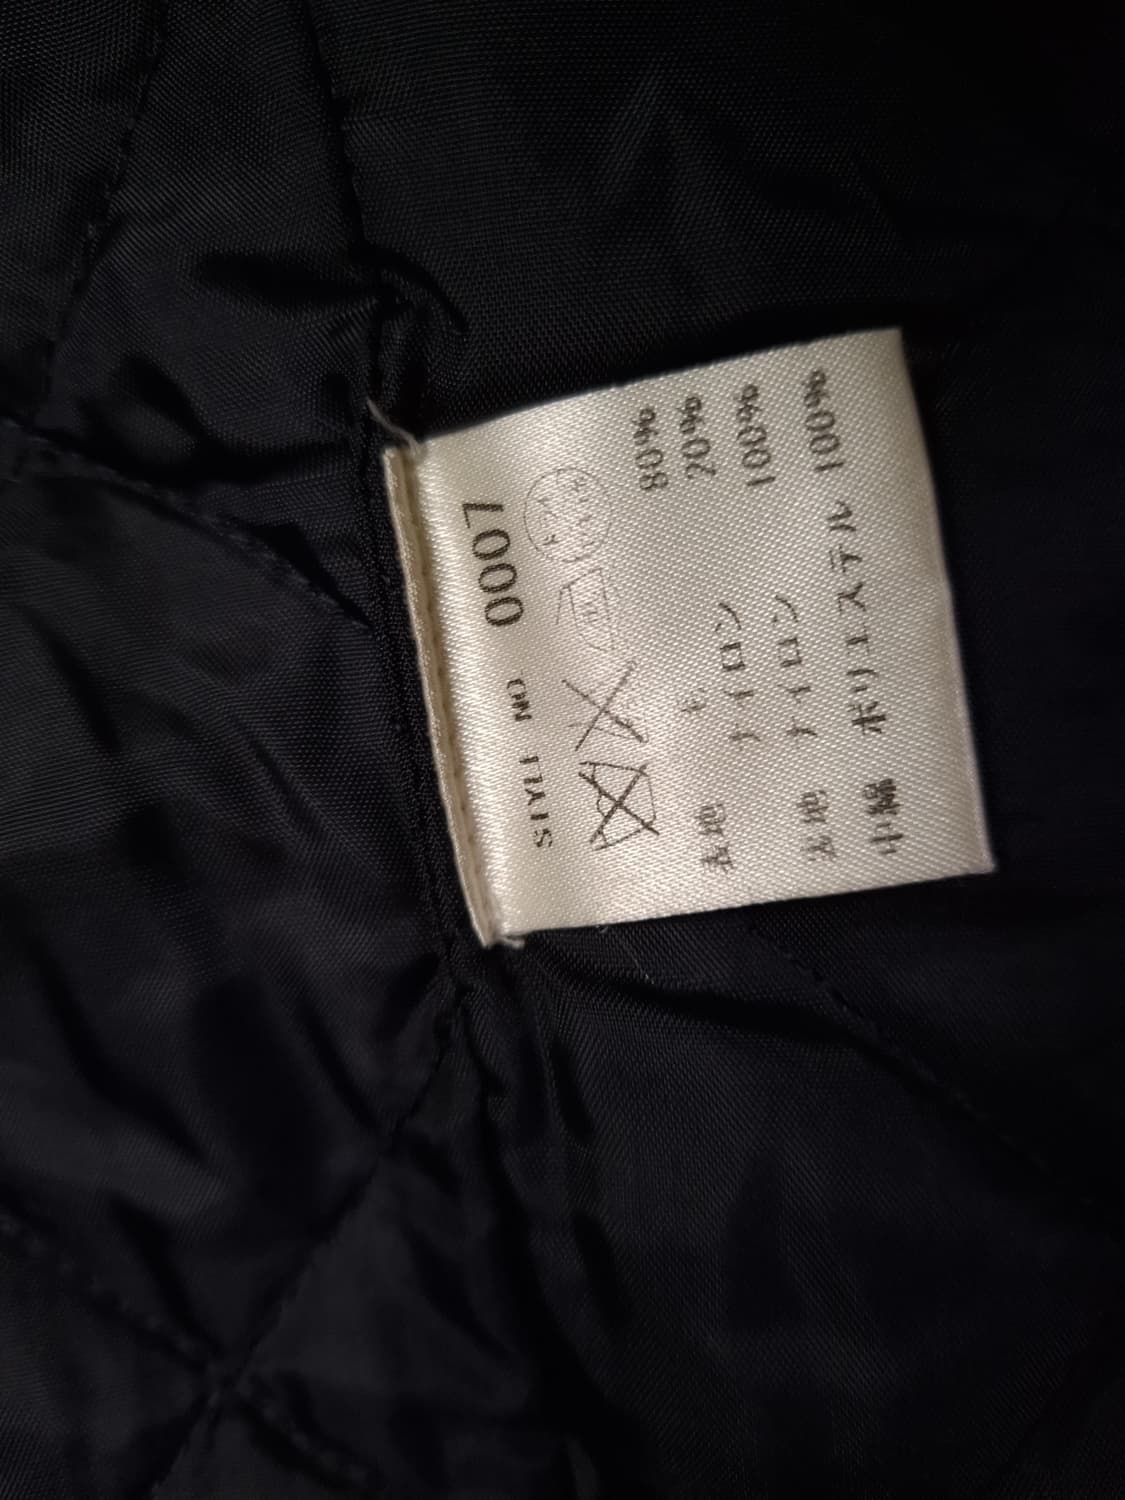 STYLE NO 0007
表地 毛 80%
ナイロン 20%
裏地 ナイロン 100%
中綿 ポリエステル 100%